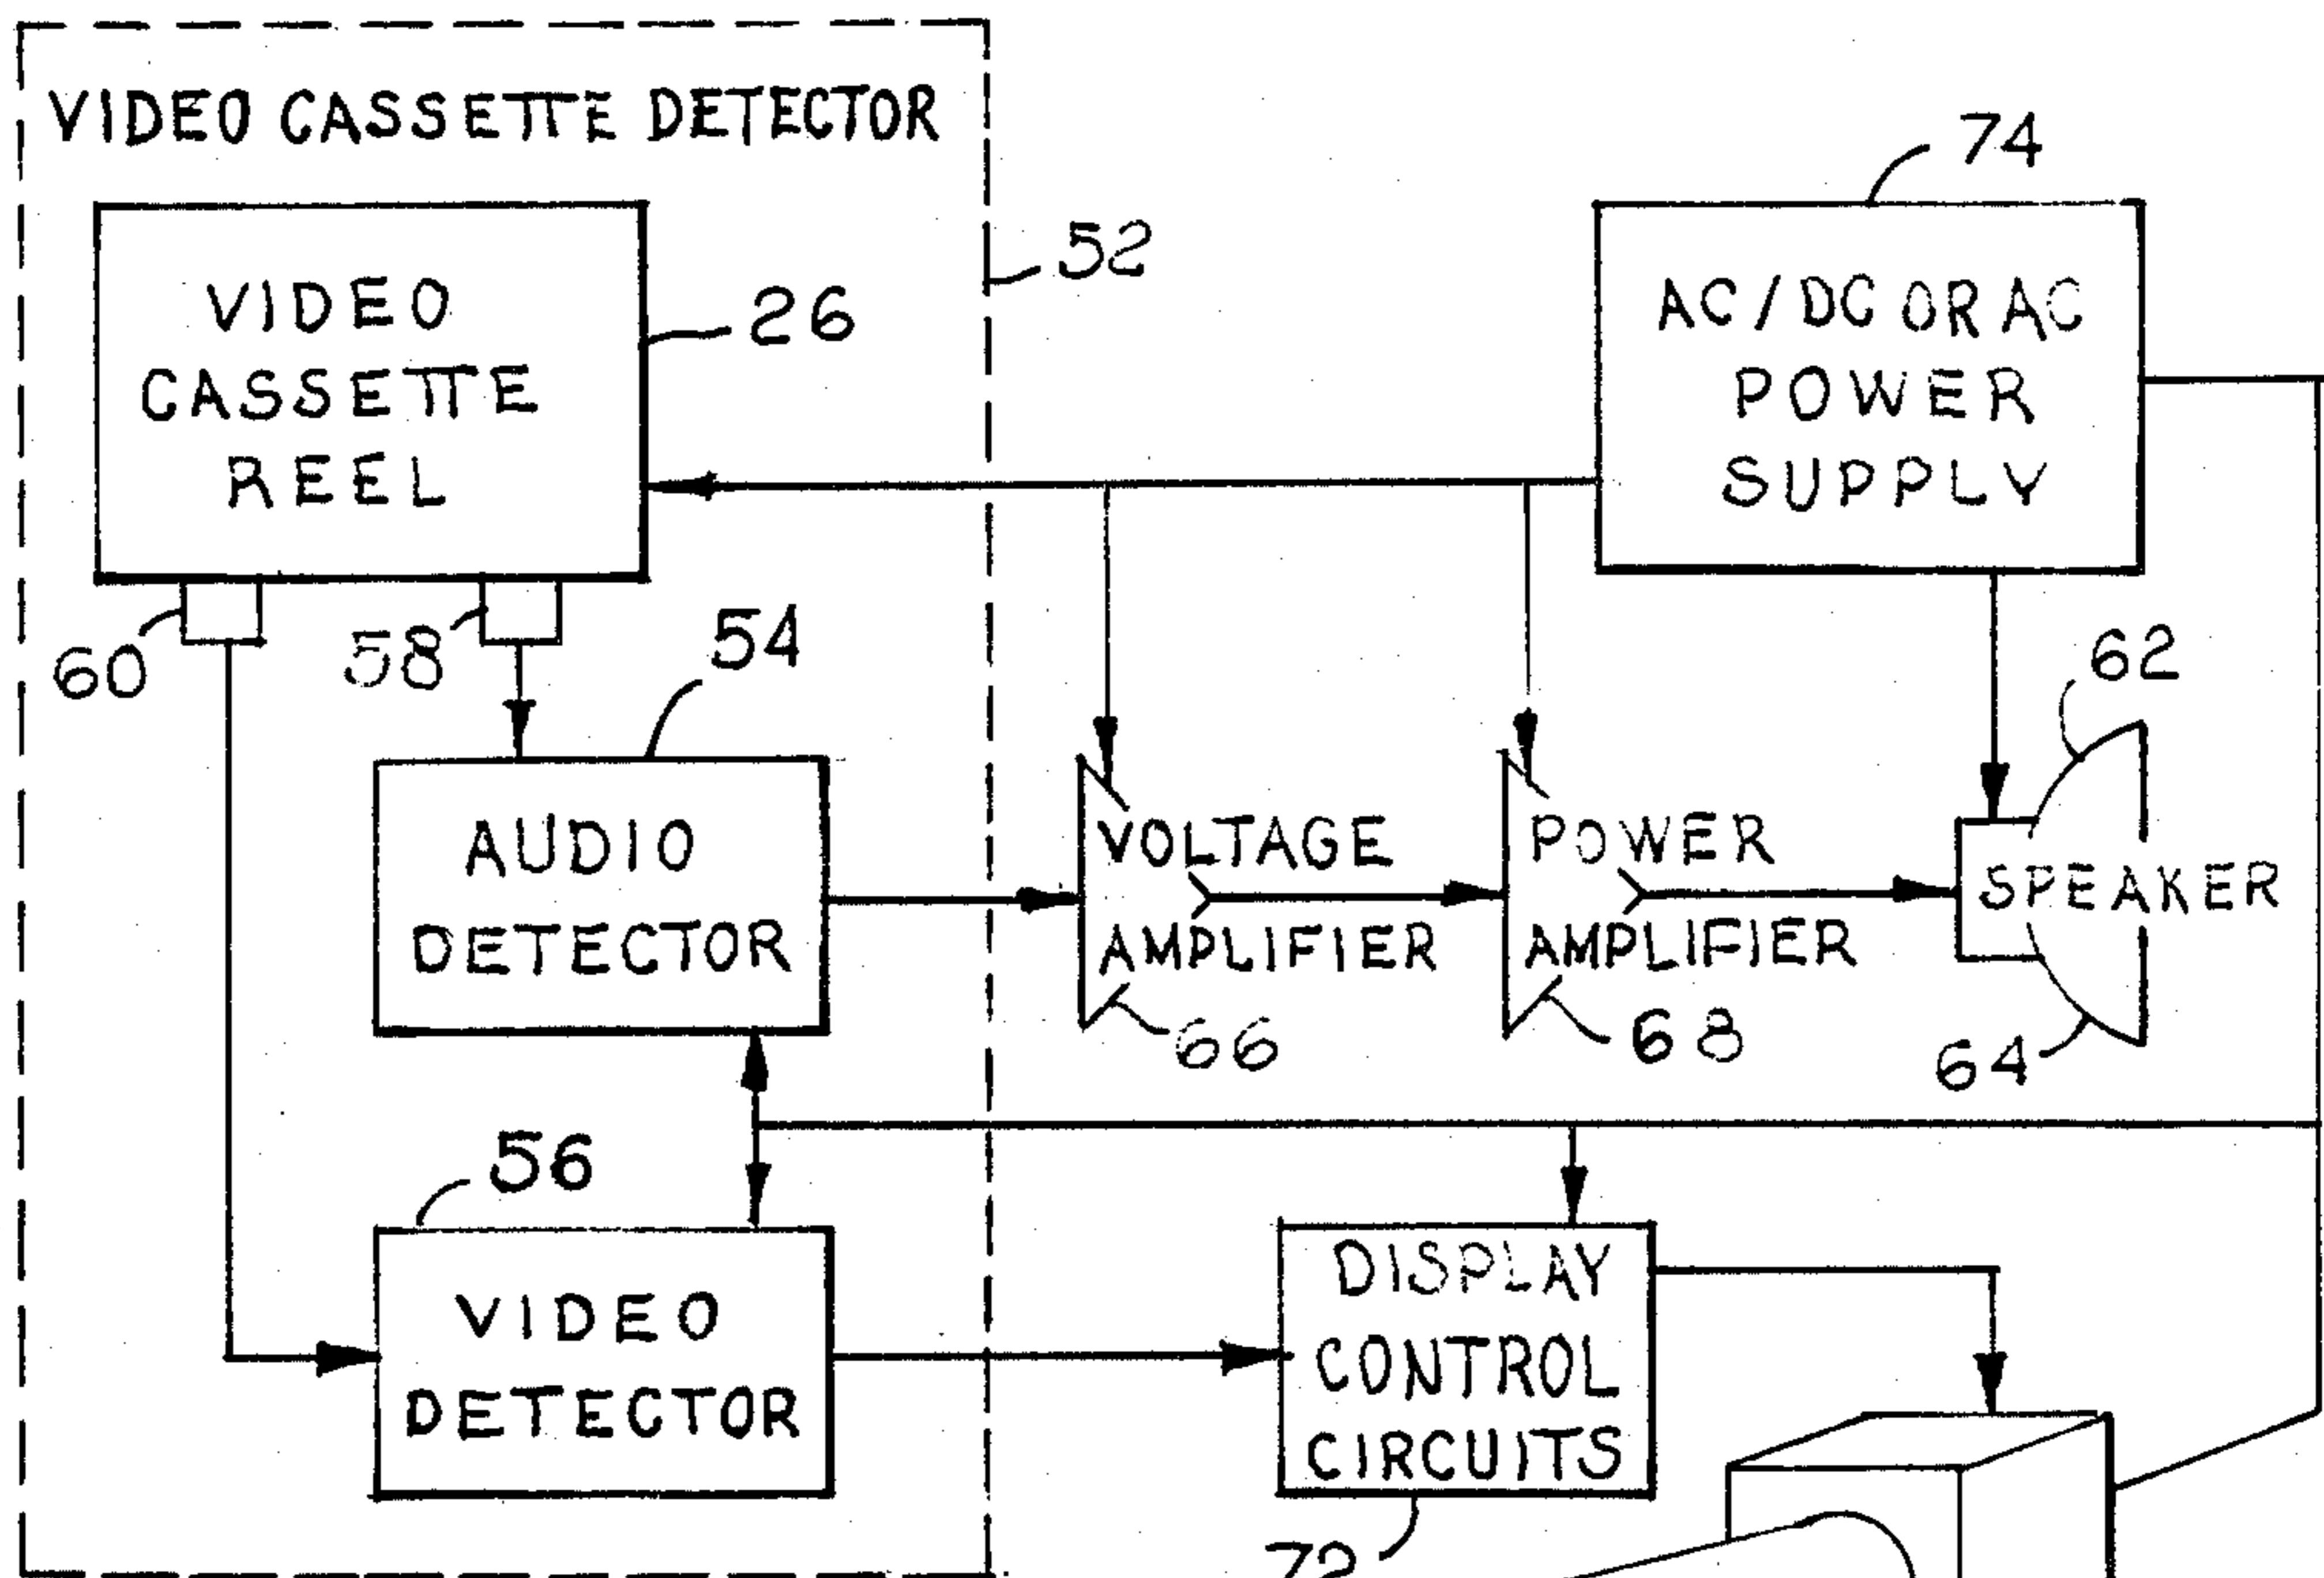 VIDEO CASSETTE DETECTOR
74
52
26
VIDEO
CASSETTE
REEL
AC/DC OR AC
POWER
SUPPLY
60
58
54
62
AUDIO
DETECTOR
VOLTAGE
AMPLIFIER
POWER
AMPLIFIER
SPEAKER
66
68
64
56
VIDEO
DETECTOR
DISPLAY
CONTROL
CIRCUITS
72